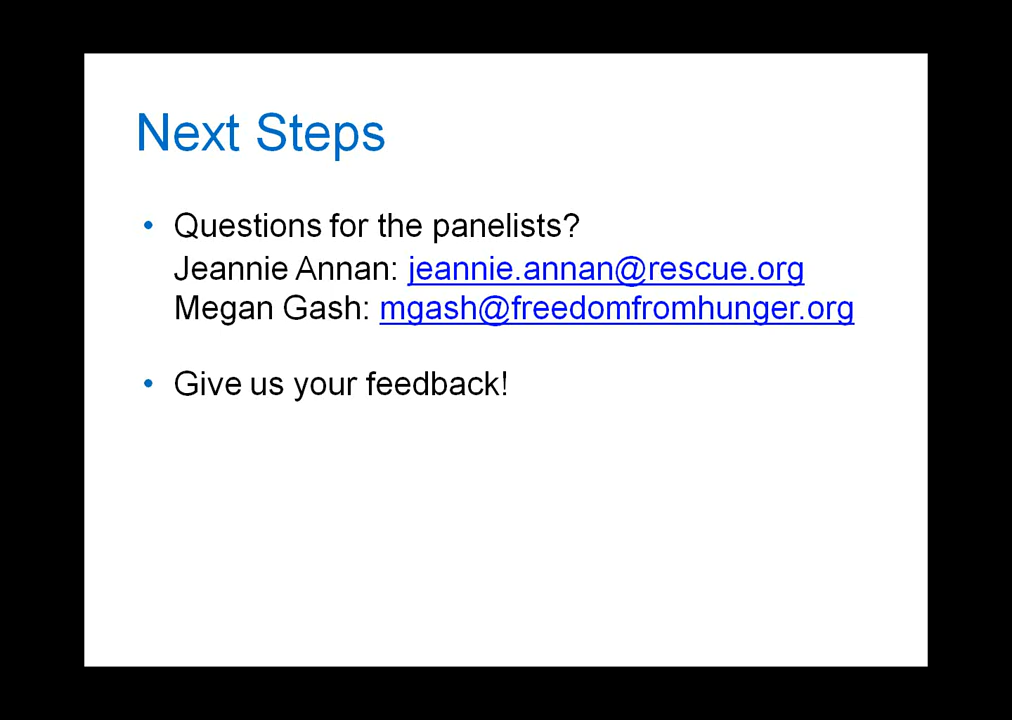 Next Steps
• Questions for the panelists?
Jeannie Annan: jeannie.annan@rescue.org
Megan Gash: mgash@freedomfromhunger.org
• Give us your feedback!